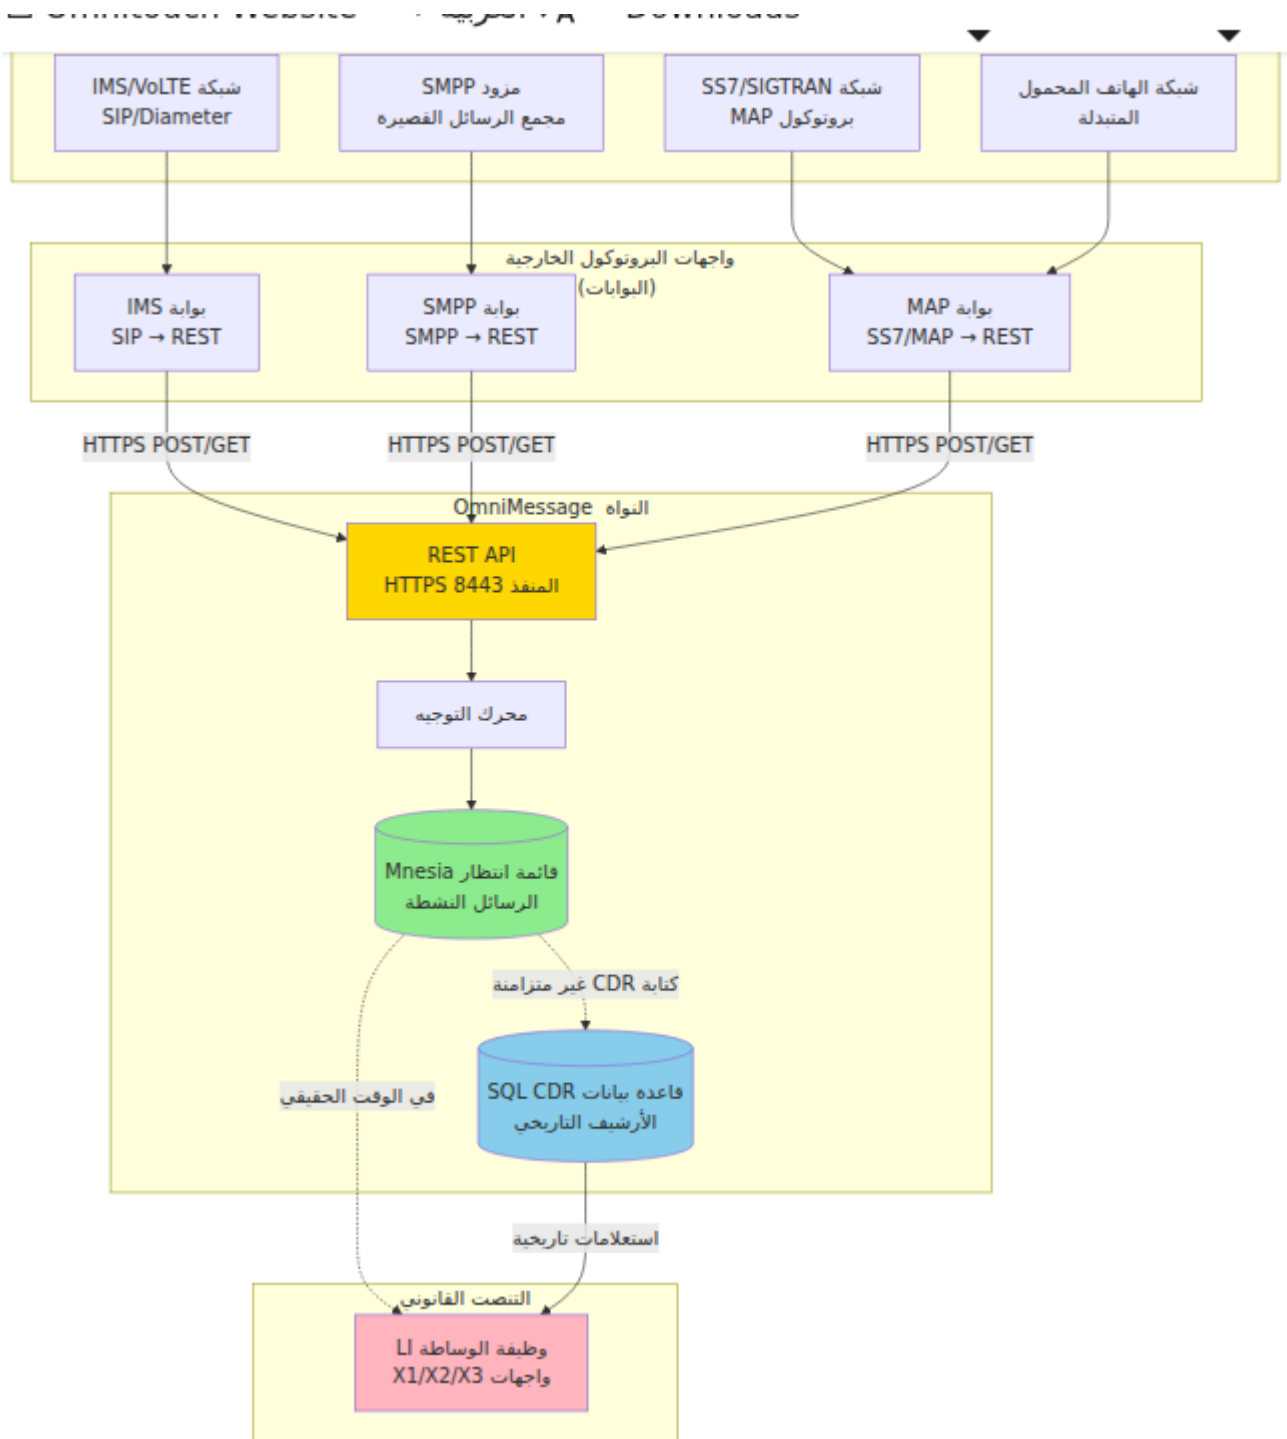 شبكة IMS/VoLTE
SIP/Diameter
مزود SMPP
مجمع الرسائل القصيرة
شبكة SS7/SIGTRAN
بروتوكول MAP
شبكة الهاتف المحمول
المتبدلة
واجهات البروتوكول الخارجية
(البوابات)
بوابة IMS
SIP → REST
بوابة SMPP
SMPP → REST
بوابة MAP
SS7/MAP → REST
HTTPS POST/GET
HTTPS POST/GET
HTTPS POST/GET
النواة OmniMessage
REST API
المنفذ HTTPS 8443
محرك التوجيه
قائمة انتظار Mnesia
الرسائل النشطة
كتابة CDR غير متزامنة
في الوقت الحقيقي
قاعدة بيانات SQL CDR
الأرشيف التاريخي
استعلامات تاريخية
التنصت القانوني
وظيفة الوساطة LI
واجهات X1/X2/X3